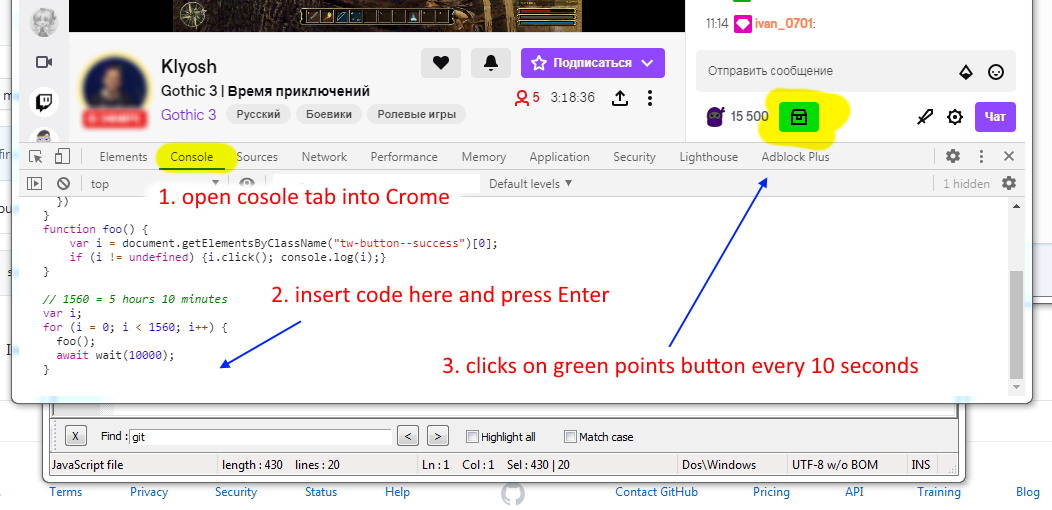 11:14 ivan_0701:
Klyosh
Gothic 3 | Время приключений
Gothic 3 Русский Боевики Ролевые игры
Подписаться
5 3:18:36
Отправить сообщение
15 500
Чат
Elements Console Sources Network Performance Memory Application Security Lighthouse Adblock Plus
top Default levels ▼ 1 hidden
1. open cosole tab into Crome
})
}
function foo() {
var i = document.getElementsByClassName("tw-button--success")[0];
if (i != undefined) {i.click(); console.log(i);}
}
// 1560 = 5 hours 10 minutes
var i;
for (i = 0; i < 1560; i++) {
foo();
await wait(10000);
}
2. insert code here and press Enter
3. clicks on green points button every 10 seconds
X Find : git < > Highlight all Match case
JavaScript file length : 430 lines : 20 Ln : 1 Col : 1 Sel : 430 | 20 Dos\Windows UTF-8 w/o BOM INS
Terms Privacy Security Status Help Contact GitHub Pricing API Training Blog